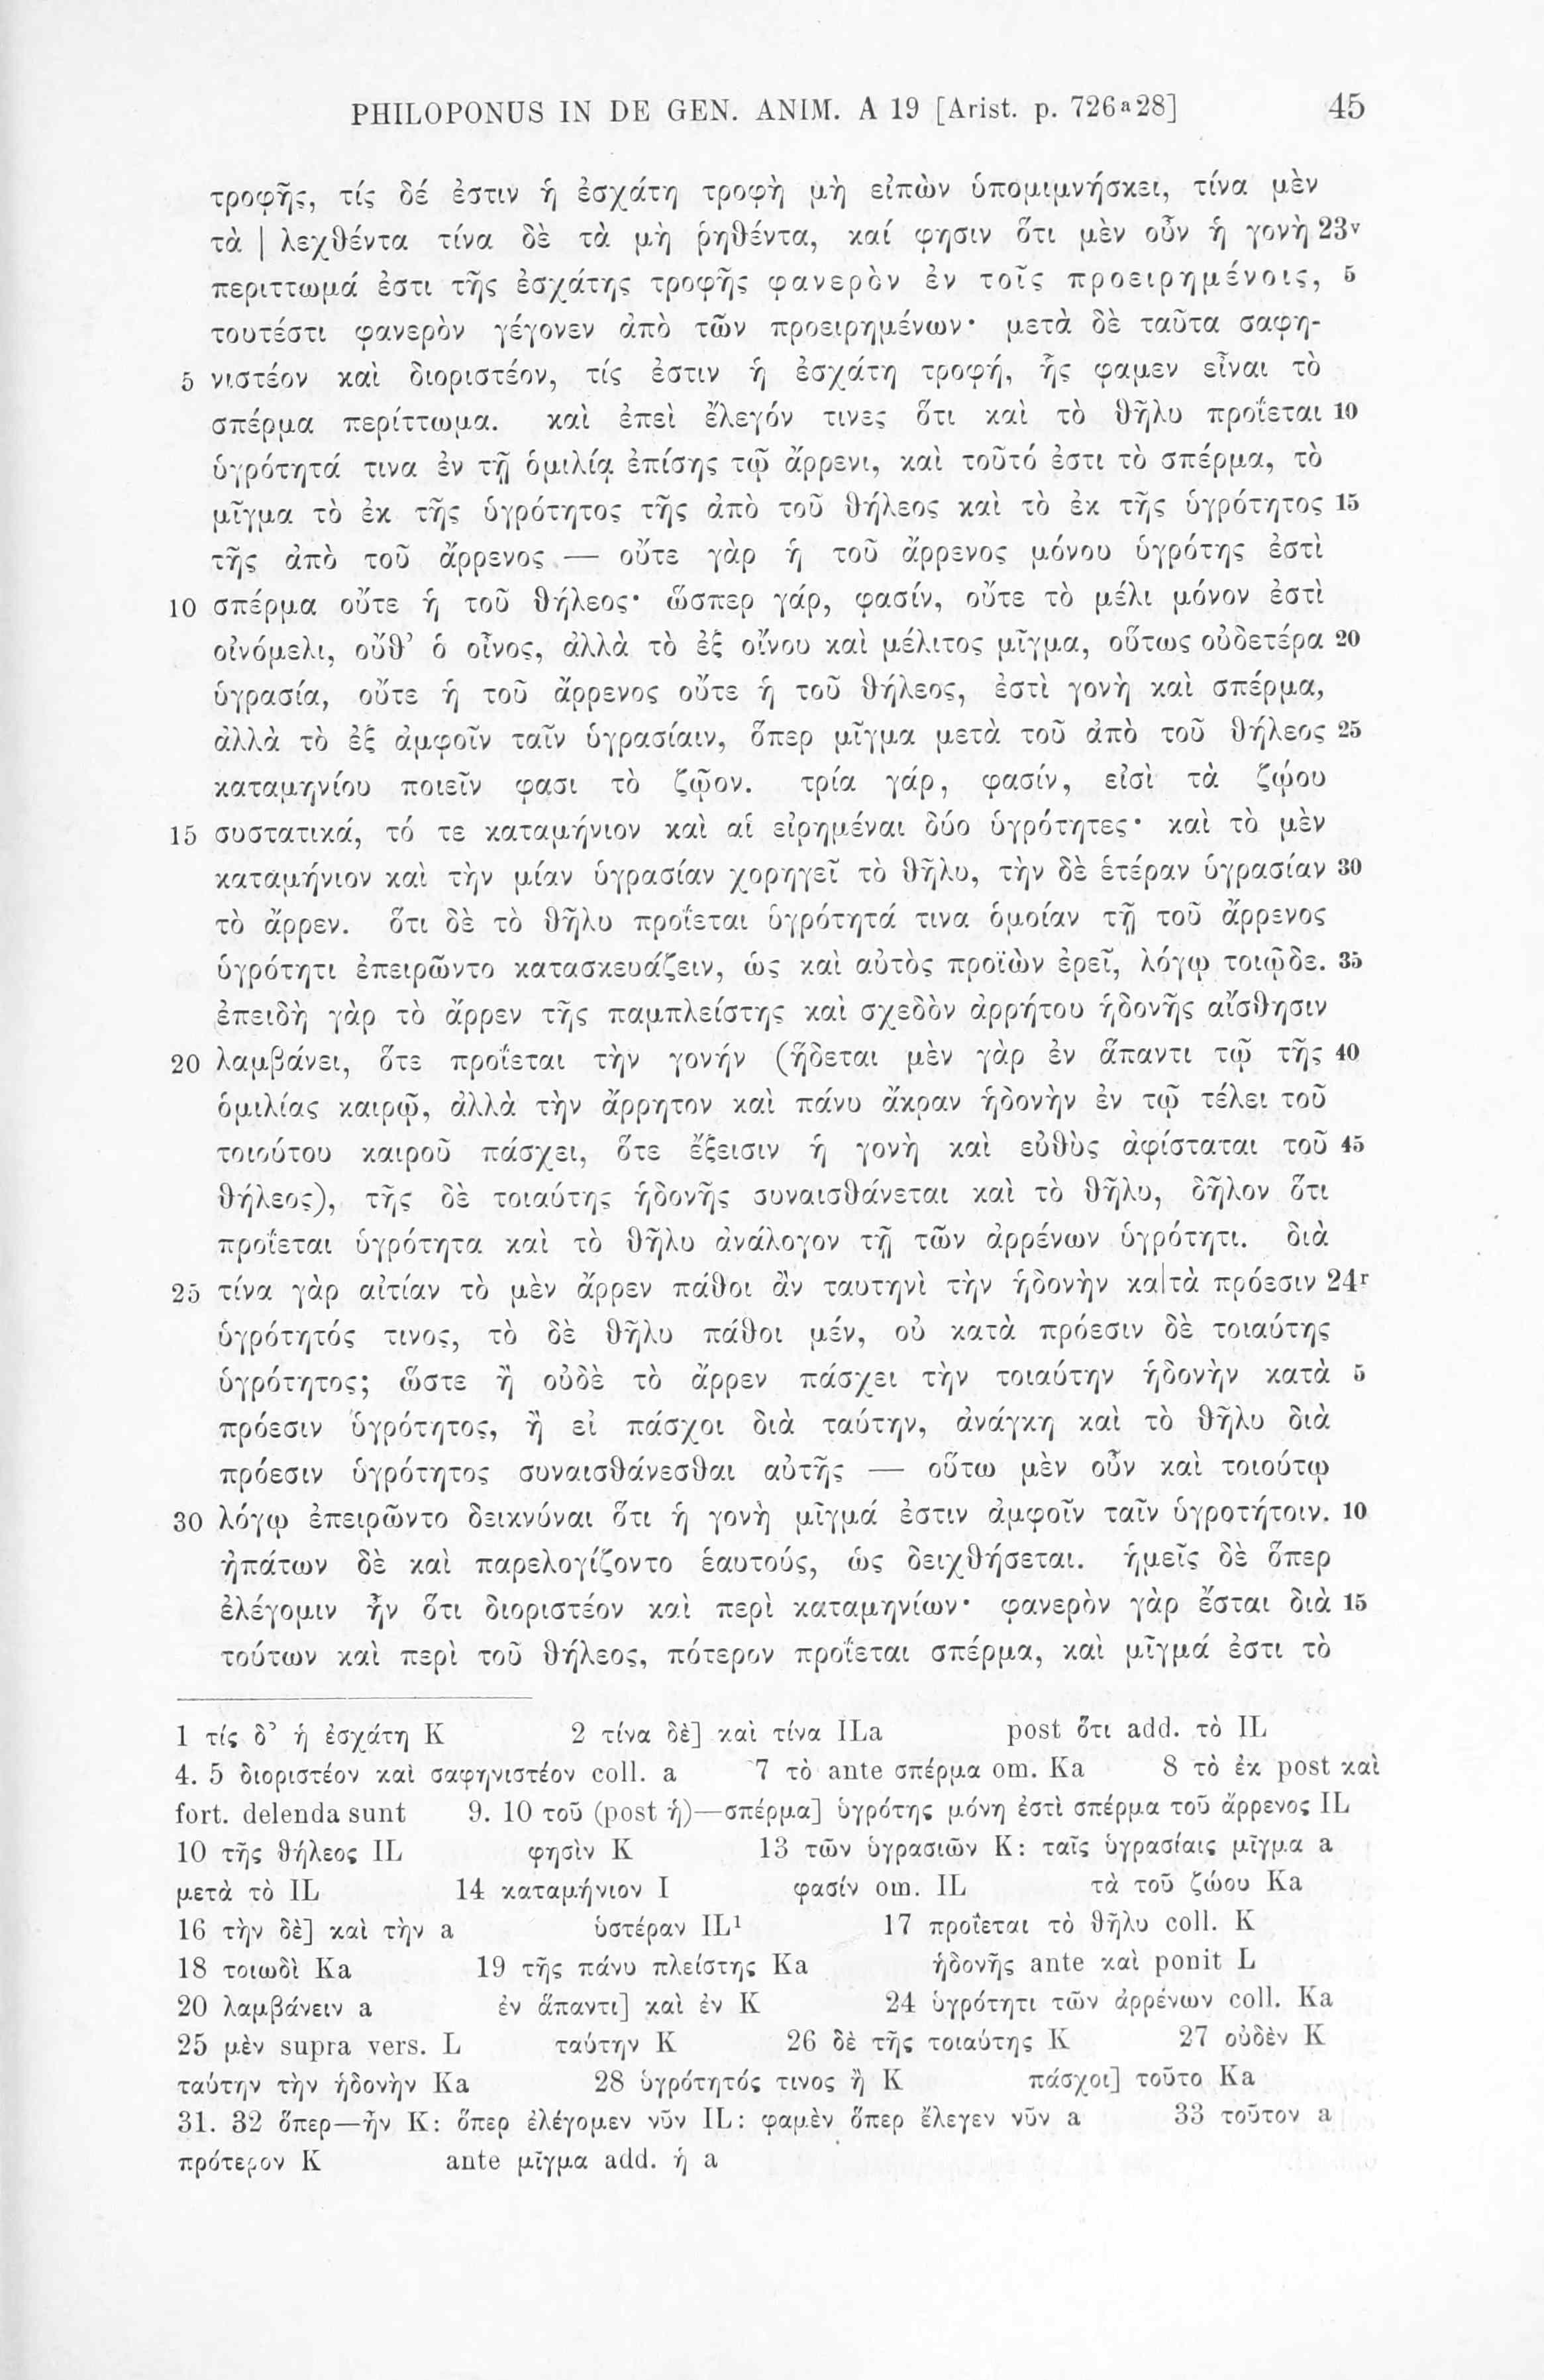 PHILOPONUS IN DE GEN. ANIM. A 19 [Arist. p. 726a28] 45
τροφῆς, τίς δέ ἐστιν ἡ ἐσχάτη τροφὴ μὴ εἰπὼν ὑπομιμνήσκει, τίνα μὲν
τὰ | λεχθέντα τίνα δὲ τὰ μὴ ῥηθέντα, καί φησιν ὅτι μὲν οὖν ἡ γονὴ 23v
περιττωμά ἐστι τῆς ἐσχάτης τροφῆς φανερὸν ἐν τοῖς προειρημένοις, 5
τουτέστι φανερὸν γέγονεν ἀπὸ τῶν προειρημένων· μετὰ δὲ ταῦτα σαφη-
5 νιστέον καὶ διοριστέον, τίς ἐστιν ἡ ἐσχάτη τροφή, ἧς φαμεν εἶναι τὸ
σπέρμα περίττωμα. καὶ ἐπεὶ ἔλεγόν τινες ὅτι καὶ τὸ θῆλυ προΐεται 10
ὑγρότητά τινα ἐν τῇ ὁμιλίᾳ ἐπίσης τῷ ἄρρενι, καὶ τοῦτό ἐστι τὸ σπέρμα, τὸ
μῖγμα τὸ ἐκ τῆς ὑγρότητος τῆς ἀπὸ τοῦ θήλεος καὶ τὸ ἐκ τῆς ὑγρότητος 15
τῆς ἀπὸ τοῦ ἄρρενος — οὔτε γὰρ ἡ τοῦ ἄρρενος μόνου ὑγρότης ἐστὶ
10 σπέρμα οὔτε ἡ τοῦ θήλεος· ὥσπερ γάρ, φασίν, οὔτε τὸ μέλι μόνον ἐστὶ
οἰνόμελι, οὔθ᾽ ὁ οἶνος, ἀλλὰ τὸ ἐξ οἴνου καὶ μέλιτος μῖγμα, οὕτως οὐδετέρα 20
ὑγρασία, οὔτε ἡ τοῦ ἄρρενος οὔτε ἡ τοῦ θήλεος, ἐστὶ γονὴ καὶ σπέρμα,
ἀλλὰ τὸ ἐξ ἀμφοῖν ταῖν ὑγρασίαιν, ὅπερ μῖγμα μετὰ τοῦ ἀπὸ τοῦ θήλεος 25
καταμηνίου ποιεῖν φασι τὸ ζῷον. τρία γάρ, φασίν, εἰσὶ τὰ ζῴου
15 συστατικά, τό τε καταμήνιον καὶ αἱ εἰρημέναι δύο ὑγρότητες· καὶ τὸ μὲν
καταμήνιον καὶ τὴν μίαν ὑγρασίαν χορηγεῖ τὸ θῆλυ, τὴν δὲ ἑτέραν ὑγρασίαν 30
τὸ ἄρρεν. ὅτι δὲ τὸ θῆλυ προΐεται ὑγρότητά τινα ὁμοίαν τῇ τοῦ ἄρρενος
ὑγρότητι ἐπειρῶντο κατασκευάζειν, ὡς καὶ αὐτὸς προϊὼν ἐρεῖ, λόγῳ τοιῷδε. 35
ἐπειδὴ γὰρ τὸ ἄρρεν τῆς παμπλείστης καὶ σχεδὸν ἀρρήτου ἡδονῆς αἴσθησιν
20 λαμβάνει, ὅτε προΐεται τὴν γονήν (ἥδεται μὲν γὰρ ἐν ἅπαντι τῷ τῆς 40
ὁμιλίας καιρῷ, ἀλλὰ τὴν ἄρρητον καὶ πάνυ ἄκραν ἡδονὴν ἐν τῷ τέλει τοῦ
τοιούτου καιροῦ πάσχει, ὅτε ἔξεισιν ἡ γονὴ καὶ εὐθὺς ἀφίσταται τοῦ 45
θήλεος), τῆς δὲ τοιαύτης ἡδονῆς συναισθάνεται καὶ τὸ θῆλυ, δῆλον ὅτι
προΐεται ὑγρότητα καὶ τὸ θῆλυ ἀνάλογον τῇ τῶν ἀρρένων ὑγρότητι. διὰ
25 τίνα γὰρ αἰτίαν τὸ μὲν ἄρρεν πάθοι ἂν ταυτηνὶ τὴν ἡδονὴν κα|τὰ πρόεσιν 24r
ὑγρότητός τινος, τὸ δὲ θῆλυ πάθοι μέν, οὐ κατὰ πρόεσιν δὲ τοιαύτης
ὑγρότητος; ὥστε ἢ οὐδὲ τὸ ἄρρεν πάσχει τὴν τοιαύτην ἡδονὴν κατὰ 5
πρόεσιν ὑγρότητος, ἢ εἰ πάσχοι διὰ ταύτην, ἀνάγκη καὶ τὸ θῆλυ διὰ
πρόεσιν ὑγρότητος συναισθάνεσθαι αὐτῆς — οὕτω μὲν οὖν καὶ τοιούτῳ
30 λόγῳ ἐπειρῶντο δεικνύναι ὅτι ἡ γονὴ μῖγμά ἐστιν ἀμφοῖν ταῖν ὑγροτήτοιν. 10
ἠπάτων δὲ καὶ παρελογίζοντο ἑαυτούς, ὡς δειχθήσεται. ἡμεῖς δὲ ὅπερ
ἐλέγομιν ἦν ὅτι διοριστέον καὶ περὶ καταμηνίων· φανερὸν γὰρ ἔσται διὰ 15
τούτων καὶ περὶ τοῦ θήλεος, πότερον προΐεται σπέρμα, καὶ μῖγμά ἐστι τὸ
1 τίς δ᾽ ἡ ἐσχάτη K 2 τίνα δὲ] καὶ τίνα ILa post ὅτι add. τὸ IL
4. 5 διοριστέον καὶ σαφηνιστέον coll. a 7 τὸ ante σπέρμα om. Ka 8 τὸ ἐκ post καὶ
fort. delenda sunt 9. 10 τοῦ (post ἡ)—σπέρμα] ὑγρότης μόνη ἐστὶ σπέρμα τοῦ ἄρρενος IL
10 τῆς θήλεος IL φησὶν K 13 τῶν ὑγρασιῶν K: ταῖς ὑγρασίαις μῖγμα a
μετὰ τὸ IL 14 καταμήνιον I φασίν om. IL τὰ τοῦ ζώου Ka
16 τὴν δὲ] καὶ τὴν a ὑστέραν IL1 17 προΐεται τὸ θῆλυ coll. K
18 τοιωδὶ Ka 19 τῆς πάνυ πλείστης Ka ἡδονῆς ante καὶ ponit L
20 λαμβάνειν a ἐν ἅπαντι] καὶ ἐν K 24 ὑγρότητι τῶν ἀρρένων coll. Ka
25 μὲν supra vers. L ταύτην K 26 δὲ τῆς τοιαύτης K 27 οὐδὲν K
ταύτην τὴν ἡδονὴν Ka 28 ὑγρότητός τινος ἢ K πάσχοι] τοῦτο Ka
31. 32 ὅπερ—ἦν K: ὅπερ ἐλέγομεν νῦν IL: φαμὲν ὅπερ ἔλεγεν νῦν a 33 τοῦτον a
πρότερον K ante μῖγμα add. ἡ a